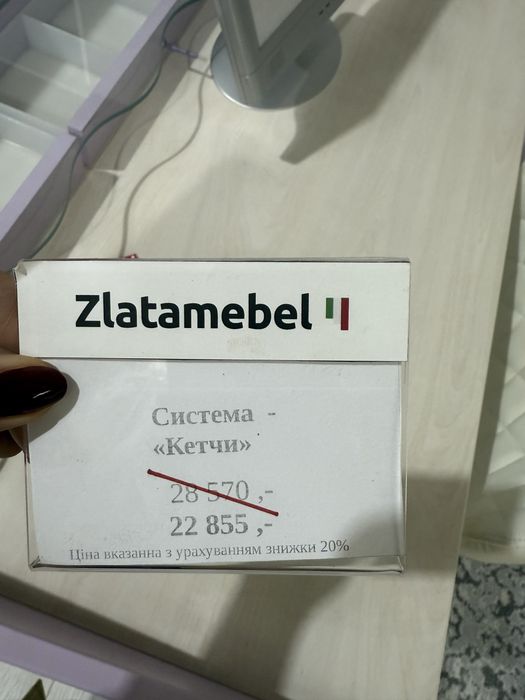 Zlatamebel
Система -
«Кетчи»
28 570 ,-
22 855 ,-
Ціна вказанна з урахуванням знижки 20%